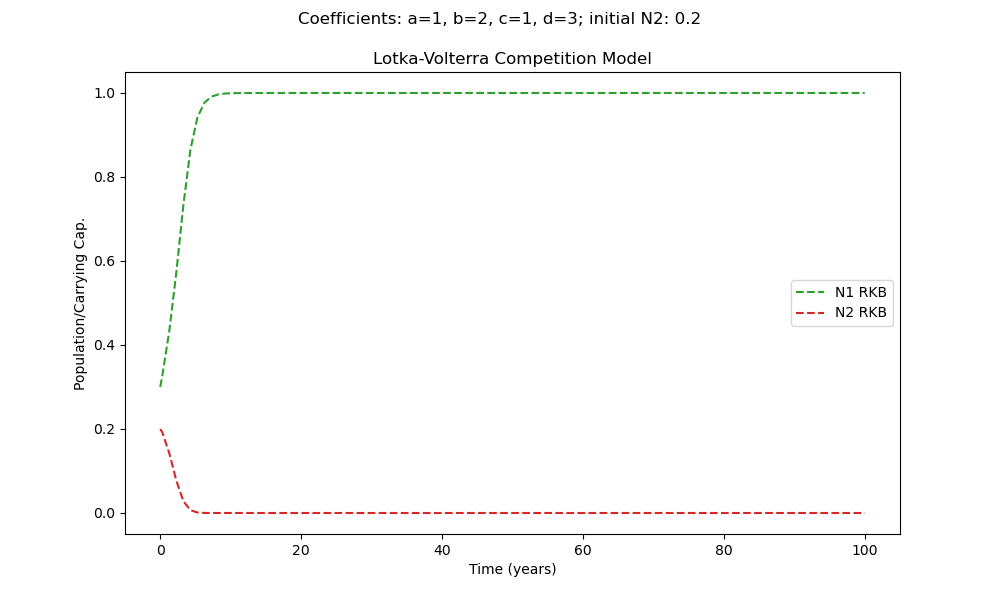 Coefficients: a=1, b=2, c=1, d=3; initial N2: 0.2
Lotka-Volterra Competition Model
Population/Carrying Cap.
1.0
0.8
0.6
0.4
0.2
0.0
N1 RKB
N2 RKB
0 20 40 60 80 100
Time (years)